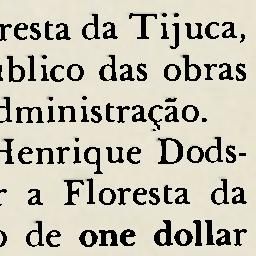 resta da Tijuca,
blico das obras
dministração.
Henrique Dods-
r a Floresta da
o de one dollar